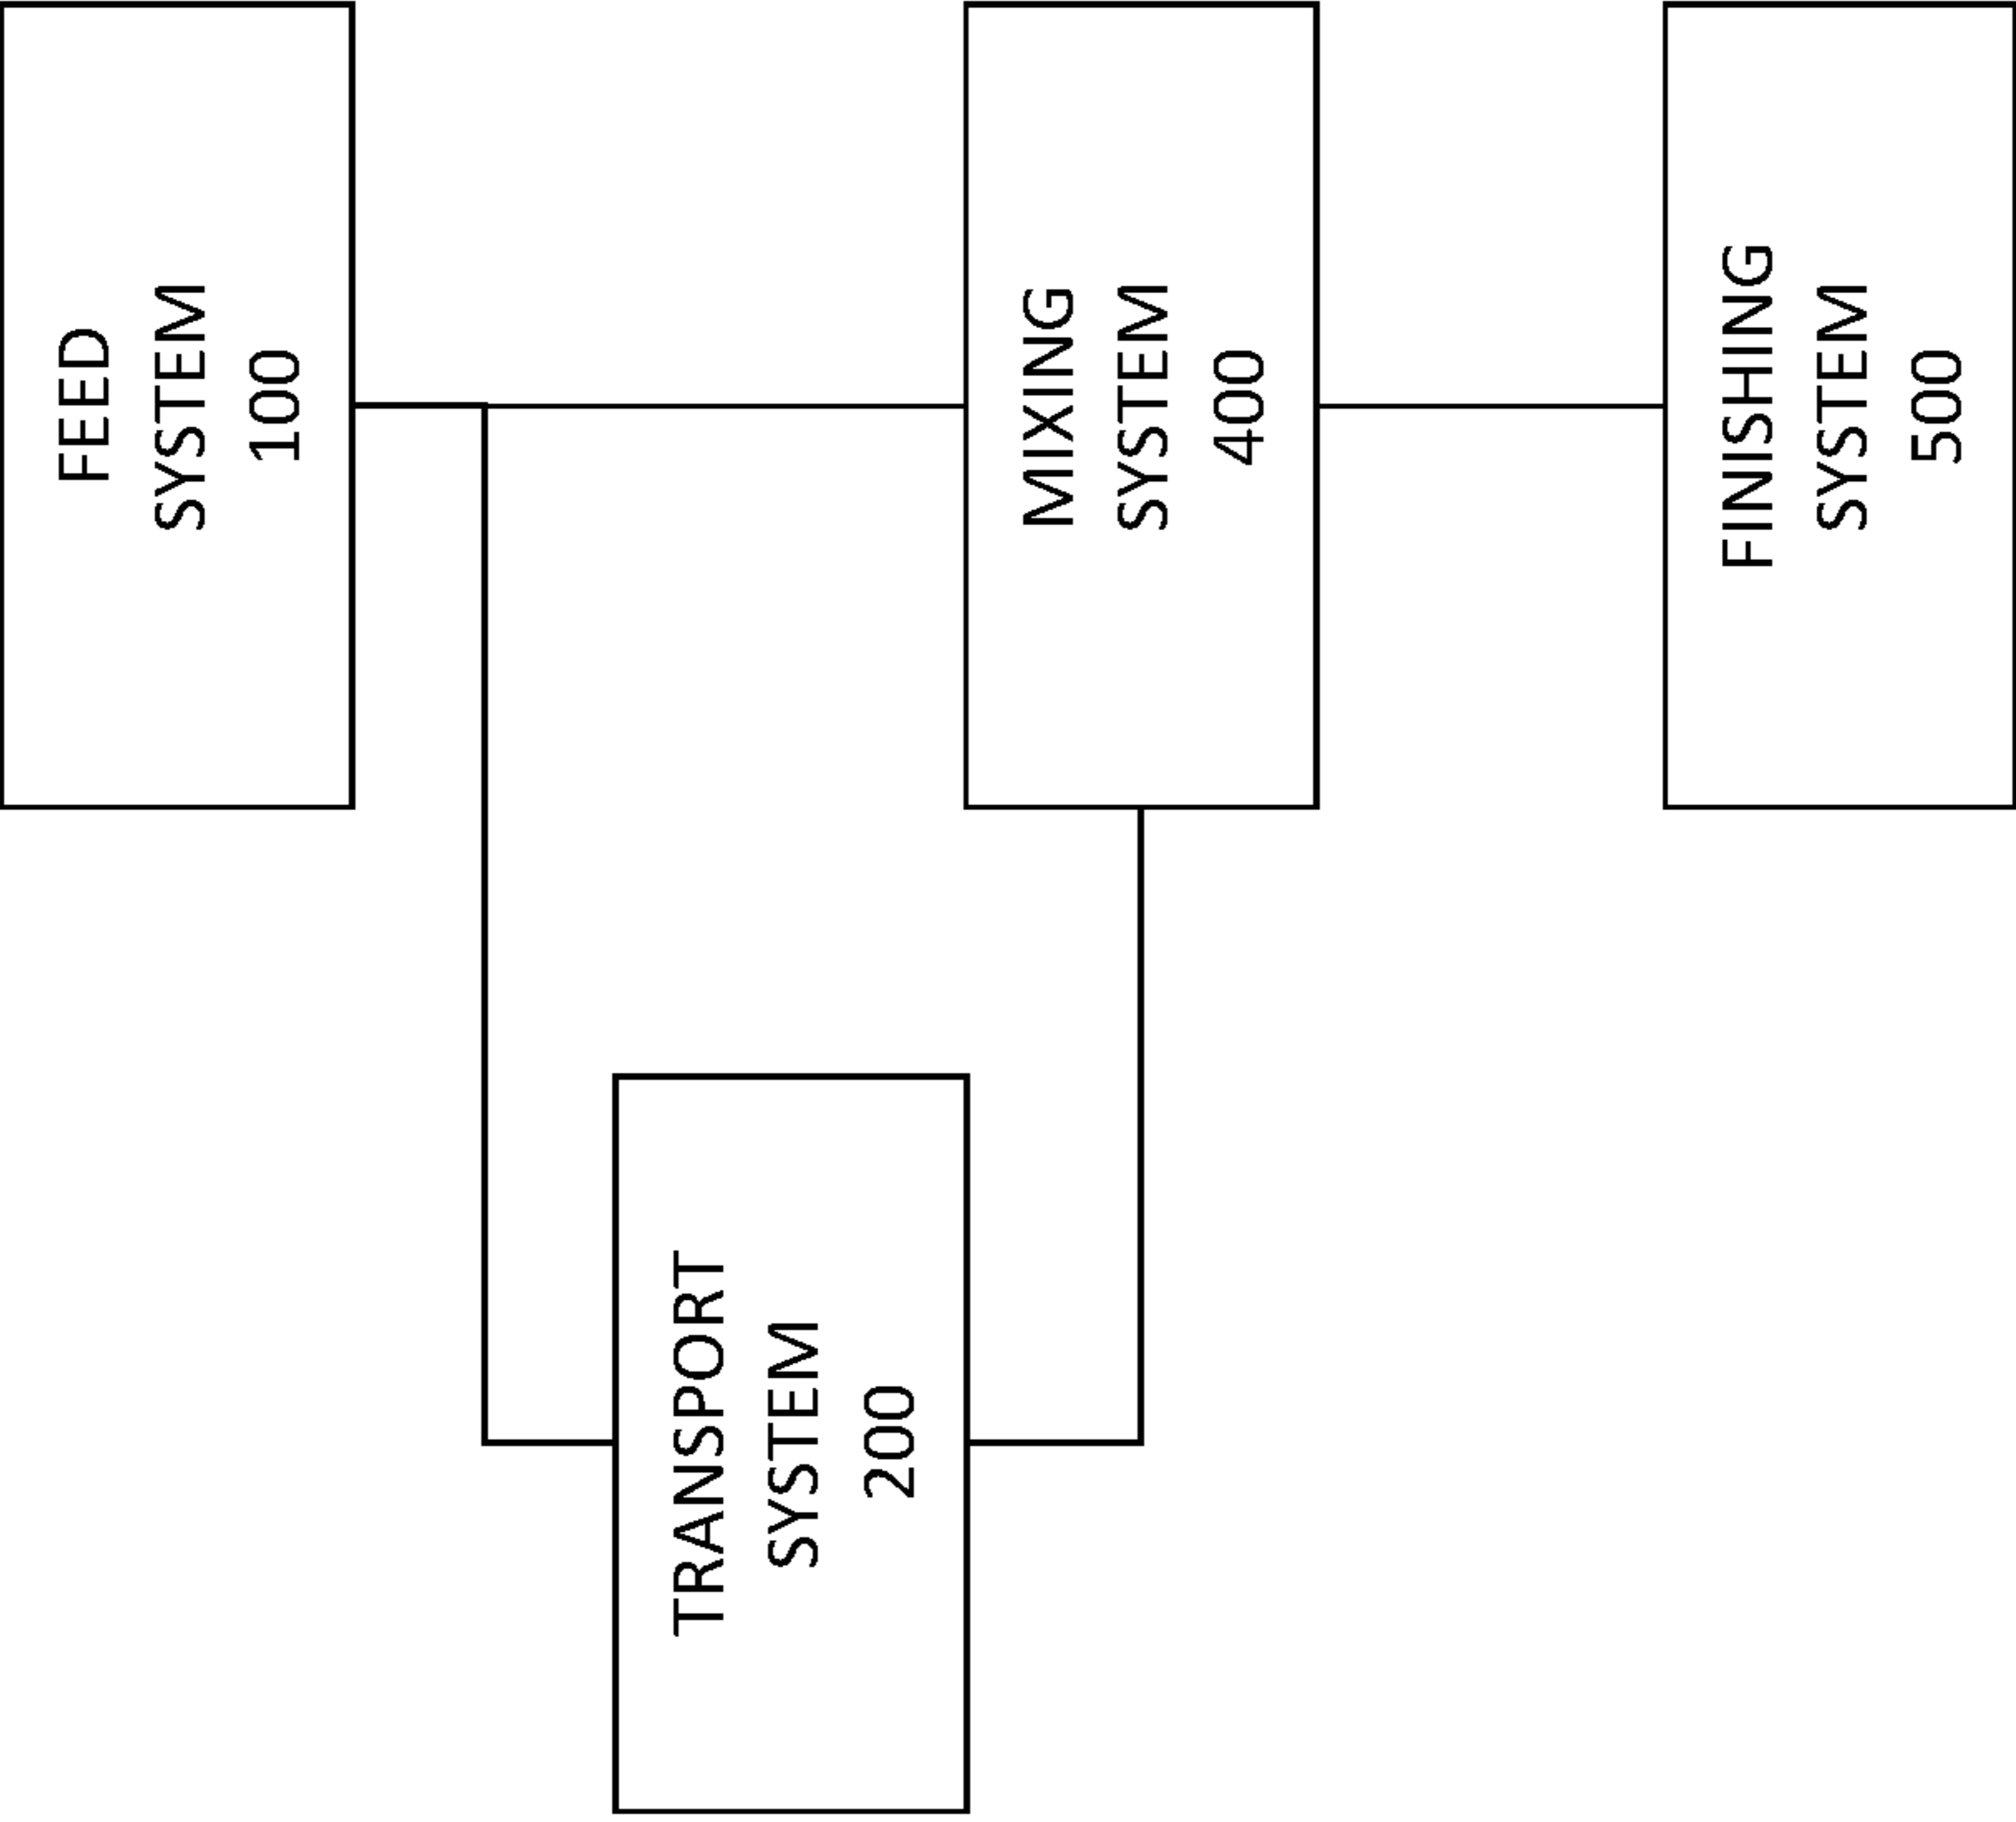 FEED
SYSTEM
100
TRANSPORT
SYSTEM
200
MIXING
SYSTEM
400
FINISHING
SYSTEM
500